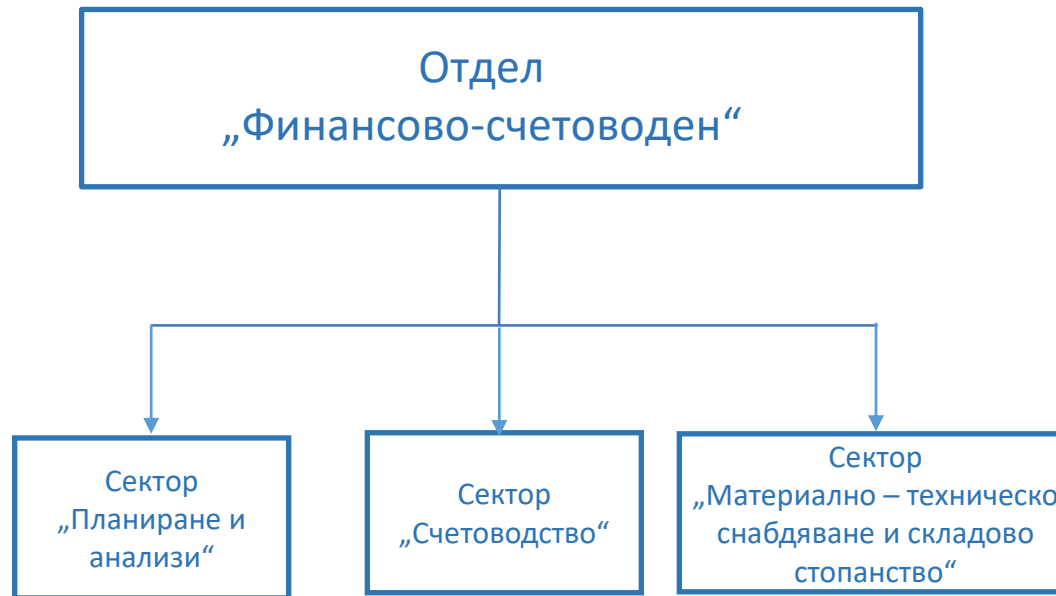 Отдел
„Финансово-счетоводен“
Сектор
„Планиране и
анализи“
Сектор
„Счетоводство“
Сектор
„Материално – техническо
снабдяване и складово
стопанство“